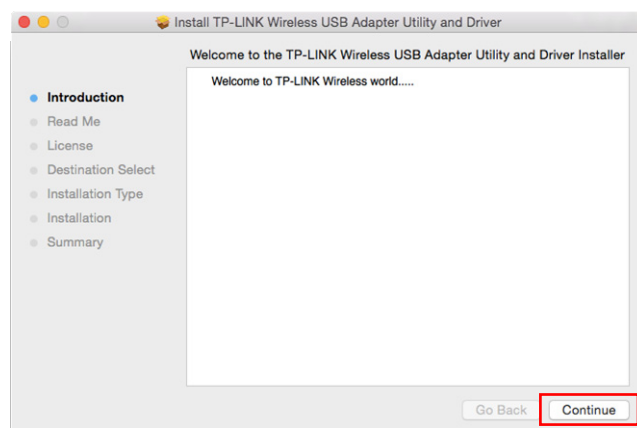 Install TP-LINK Wireless USB Adapter Utility and Driver
Welcome to the TP-LINK Wireless USB Adapter Utility and Driver Installer
Welcome to TP-LINK Wireless world.....
Introduction
Read Me
License
Destination Select
Installation Type
Installation
Summary
Go Back
Continue